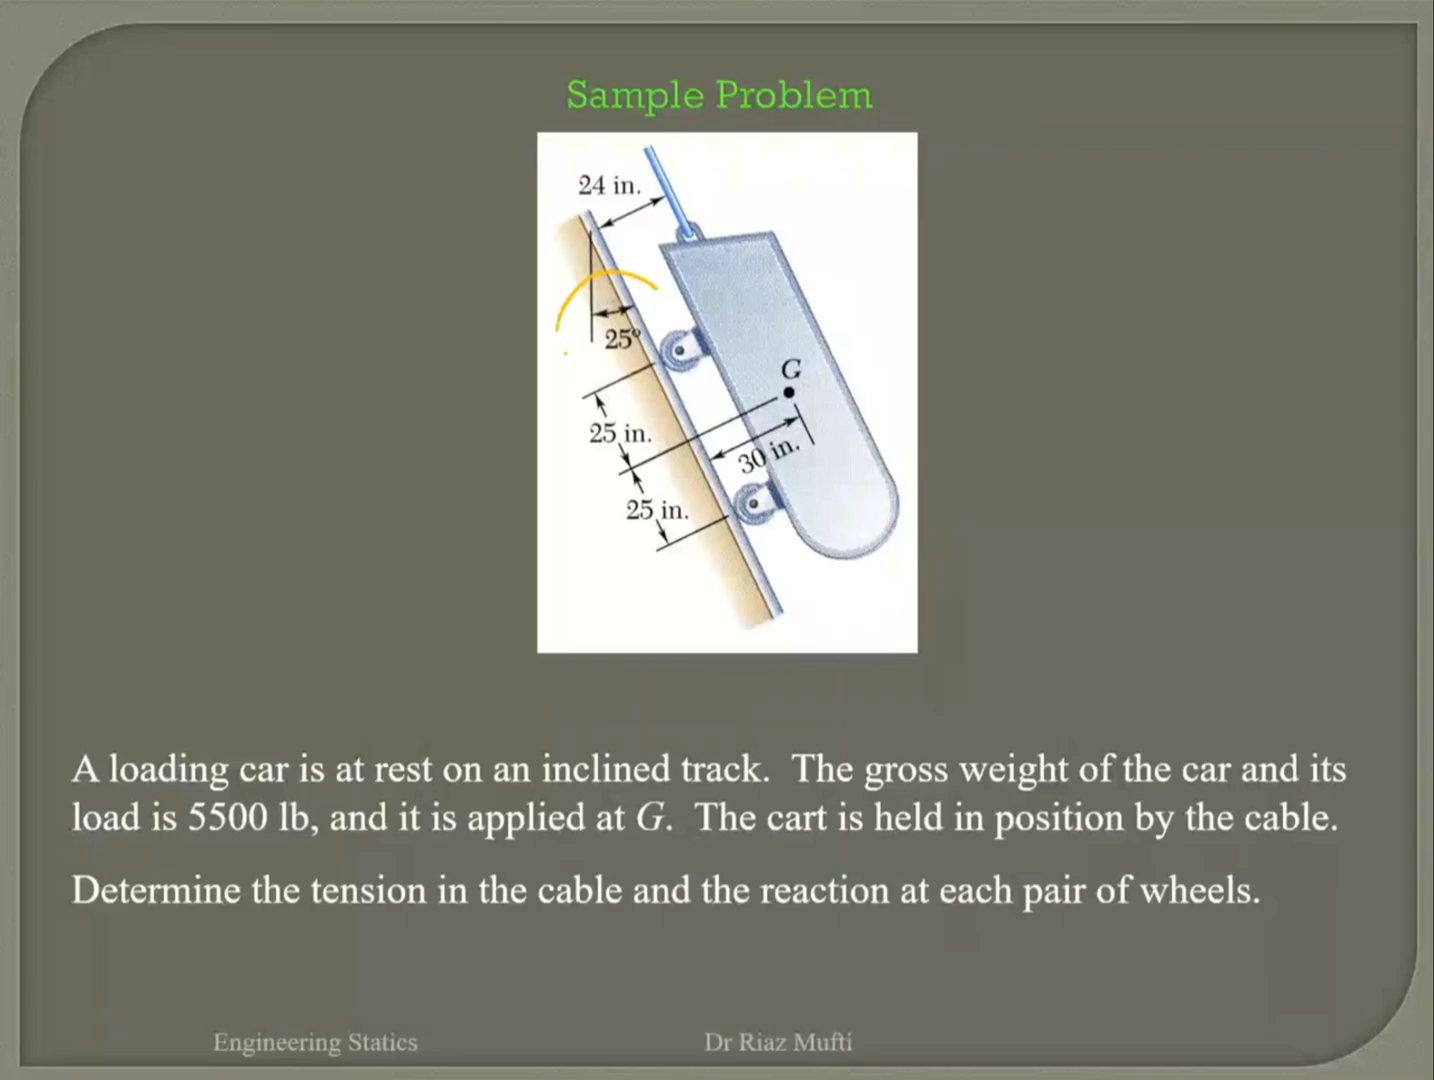 Sample Problem
24 in.
25°
G
25 in.
30 in.
25 in.
A loading car is at rest on an inclined track. The gross weight of the car and its
load is 5500 lb, and it is applied at G. The cart is held in position by the cable.
Determine the tension in the cable and the reaction at each pair of wheels.
Engineering Statics
Dr Riaz Mufti